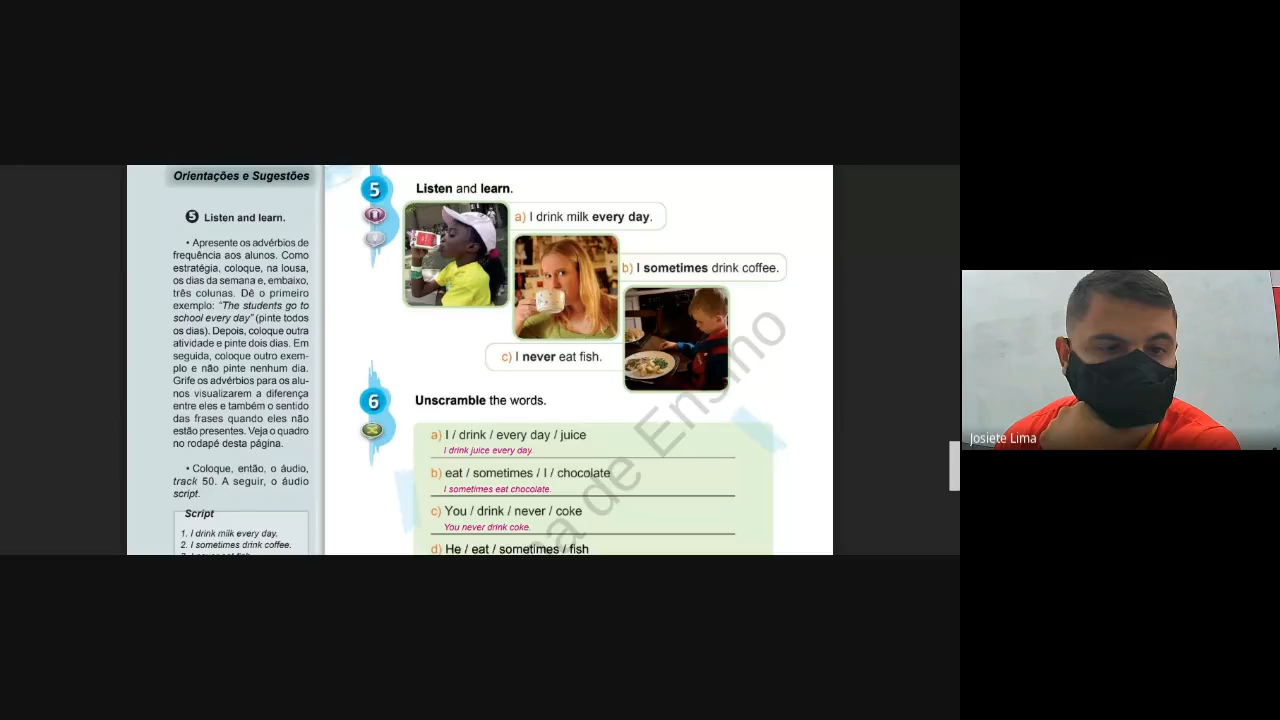 Orientações e Sugestões
5 Listen and learn.
• Apresente os advérbios de
frequência aos alunos. Como
estratégia, coloque, na lousa,
os dias da semana e, embaixo,
três colunas. Dê o primeiro
exemplo: “The students go to
school every day” (pinte todos
os dias). Depois, coloque outra
atividade e pinte dois dias. Em
seguida, coloque outro exem-
plo e não pinte nenhum dia.
Grife os advérbios para os alu-
nos visualizarem a diferença
entre eles e também o sentido
das frases quando eles não
estão presentes. Veja o quadro
no rodapé desta página.
• Coloque, então, o áudio,
track 50. A seguir, o áudio
script.
Script
1. I drink milk every day.
2. I sometimes drink coffee.
5
Listen and learn.
a) I drink milk every day.
b) I sometimes drink coffee.
c) I never eat fish.
6
Unscramble the words.
a) I / drink / every day / juice
I drink juice every day.
b) eat / sometimes / I / chocolate
I sometimes eat chocolate.
c) You / drink / never / coke
You never drink coke.
d) He / eat / sometimes / fish
de Ensino
Josiete Lima